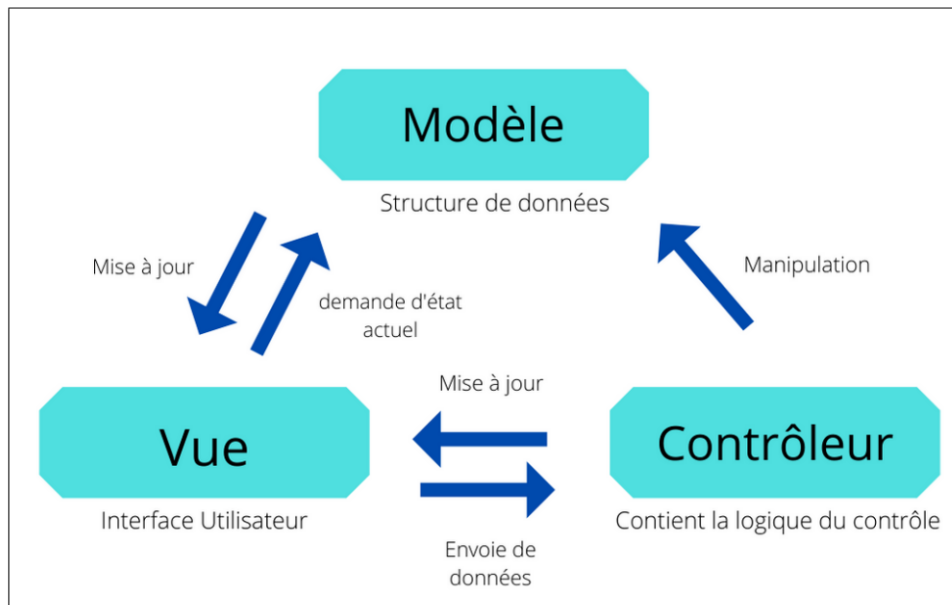 Modèle
Structure de données
Mise à jour
demande d'état
actuel
Manipulation
Mise à jour
Vue
Contrôleur
Interface Utilisateur
Contient la logique du contrôle
Envoie de
données